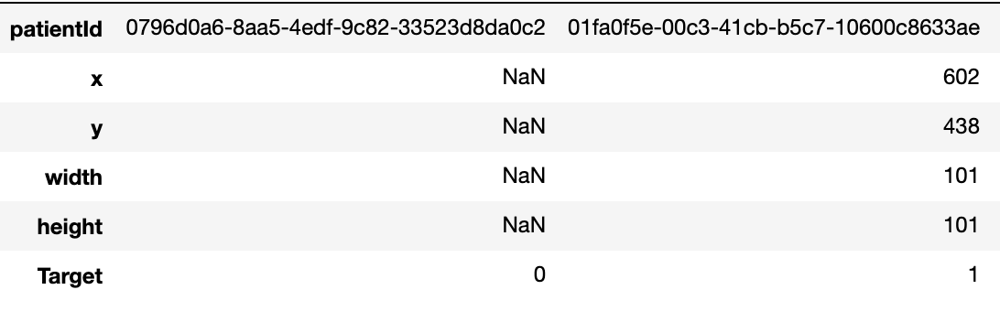 patientId 0796d0a6-8aa5-4edf-9c82-33523d8da0c2 01fa0f5e-00c3-41cb-b5c7-10600c8633ae
x NaN 602
y NaN 438
width NaN 101
height NaN 101
Target 0 1